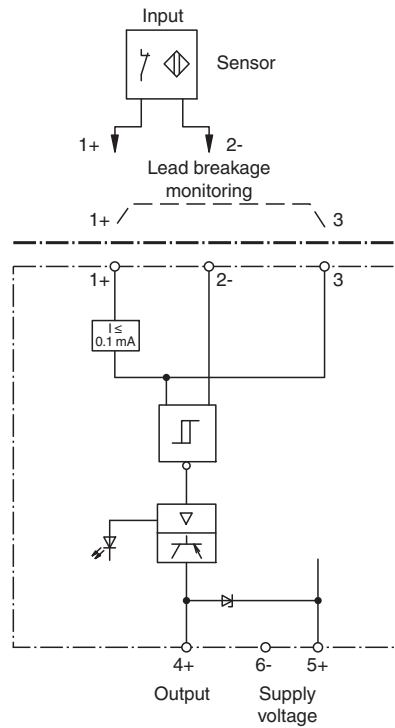 Input
Sensor
1+ 2-
Lead breakage
monitoring
1+ 3
1+ 2- 3
I ≤
0.1 mA
4+ 6- 5+
Output Supply
voltage